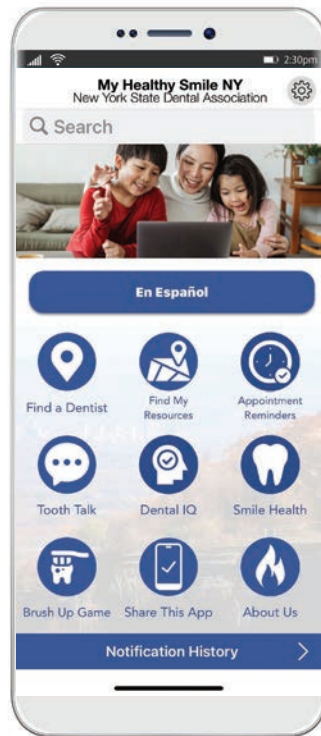 2:30pm
My Healthy Smile NY
New York State Dental Association
Search
En Español
Find a Dentist
Find My
Resources
Appointment
Reminders
Tooth Talk
Dental IQ
Smile Health
Brush Up Game
Share This App
About Us
Notification History